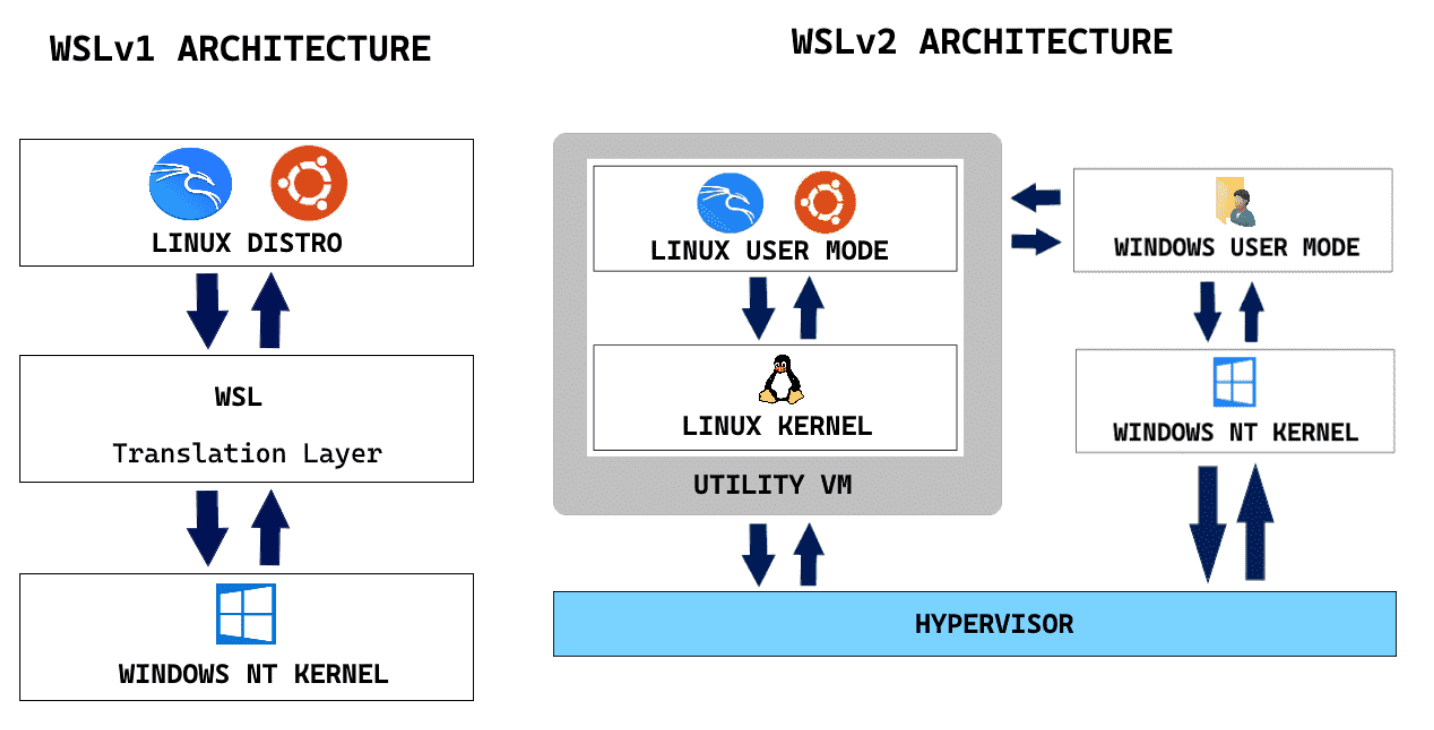 WSLv1 ARCHITECTURE
LINUX DISTRO
WSL
Translation Layer
WINDOWS NT KERNEL
WSLv2 ARCHITECTURE
LINUX USER MODE
LINUX KERNEL
UTILITY VM
WINDOWS USER MODE
WINDOWS NT KERNEL
HYPERVISOR